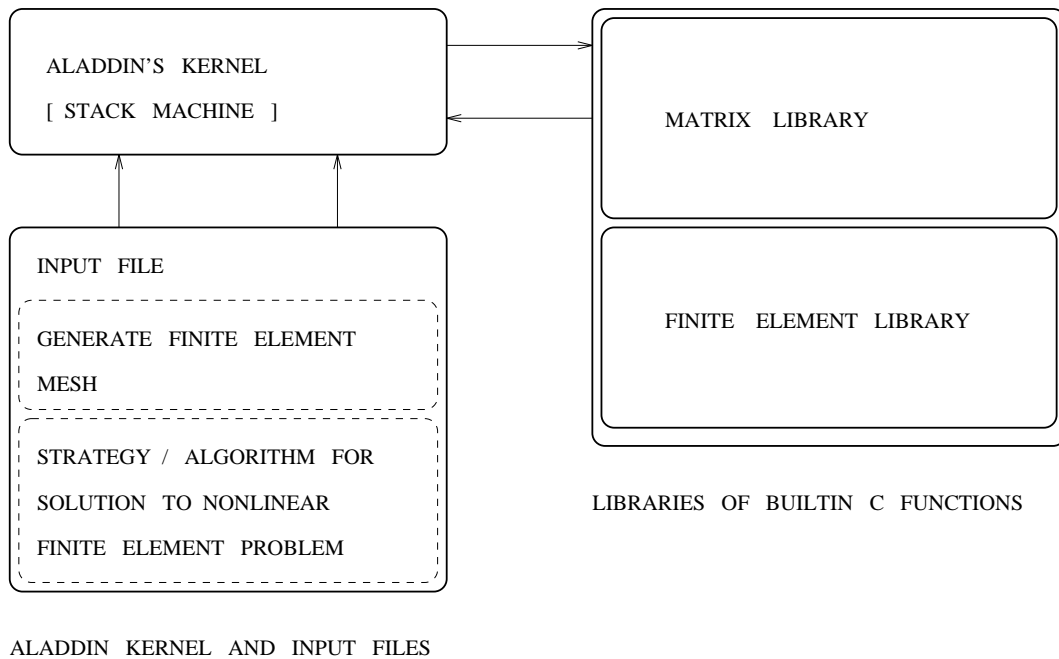 ALADDIN'S KERNEL
[ STACK MACHINE ]
INPUT FILE
GENERATE FINITE ELEMENT
MESH
STRATEGY / ALGORITHM FOR
SOLUTION TO NONLINEAR
FINITE ELEMENT PROBLEM
ALADDIN KERNEL AND INPUT FILES
MATRIX LIBRARY
FINITE ELEMENT LIBRARY
LIBRARIES OF BUILTIN C FUNCTIONS